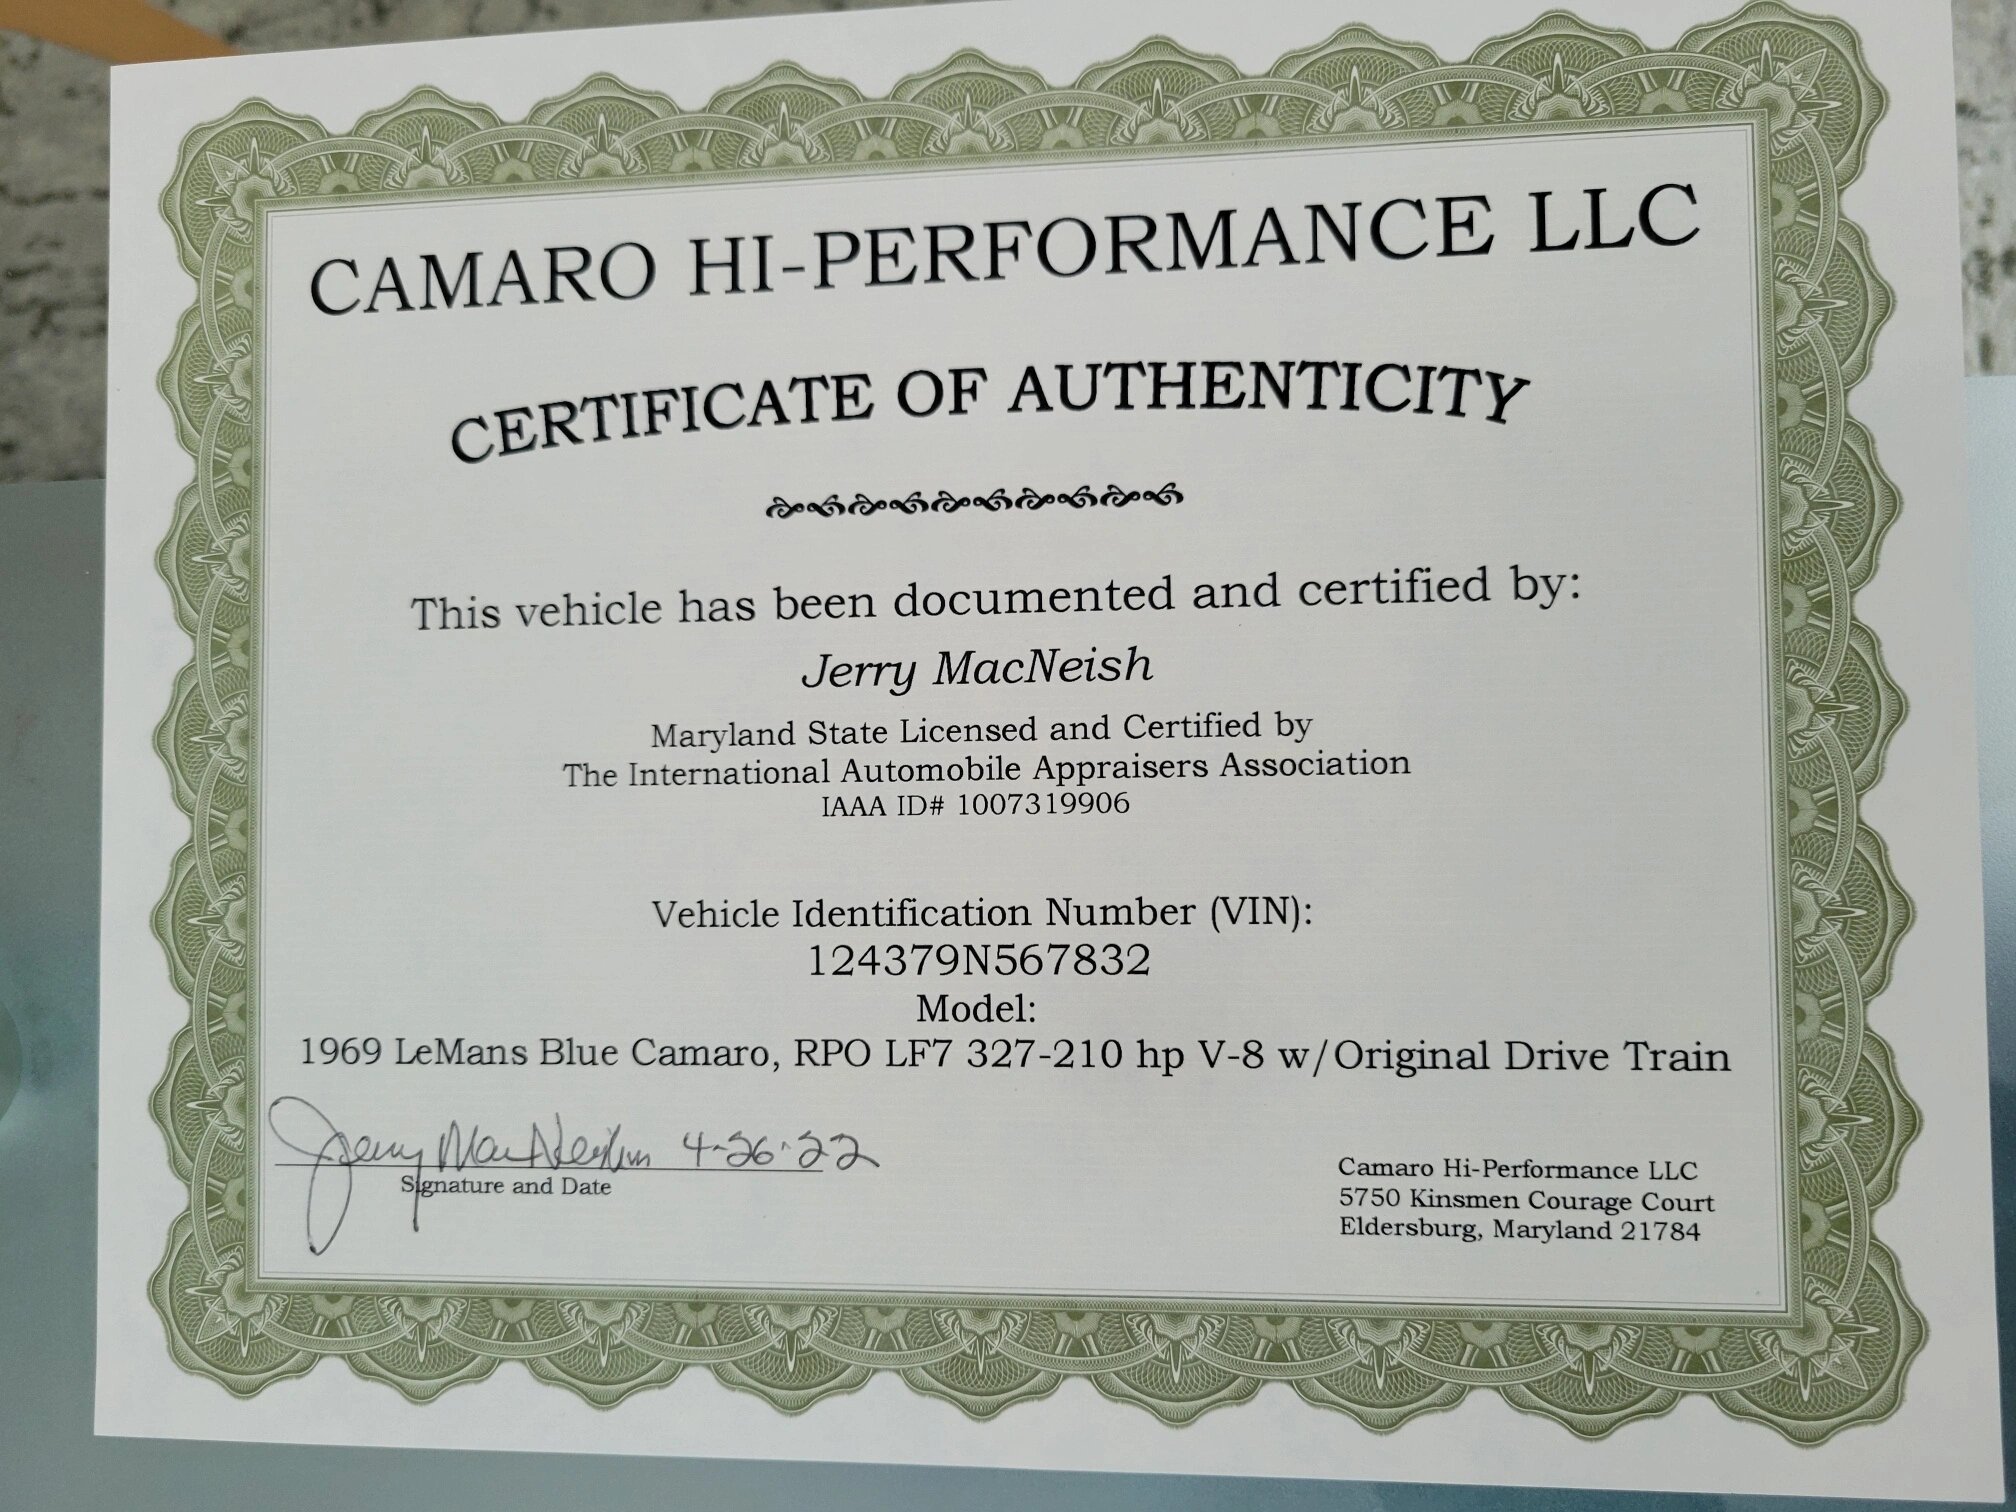 CAMARO HI-PERFORMANCE LLC
CERTIFICATE OF AUTHENTICITY
This vehicle has been documented and certified by:
Jerry MacNeish
Maryland State Licensed and Certified by
The International Automobile Appraisers Association
IAAA ID# 1007319906
Vehicle Identification Number (VIN):
124379N567832
Model:
1969 LeMans Blue Camaro, RPO LF7 327-210 hp V-8 w/Original Drive Train
Jerry MacNeish 4-26-22
Signature and Date
Camaro Hi-Performance LLC
5750 Kinsmen Courage Court
Eldersburg, Maryland 21784